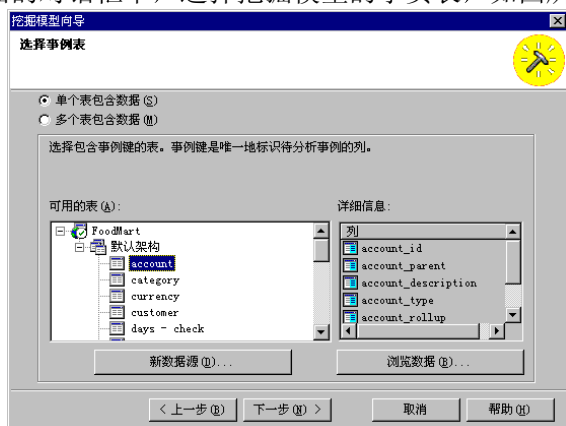 挖掘模型向导
选择事例表
单个表包含数据(S)
多个表包含数据(M)
选择包含事例键的表。事例键是唯一地标识待分析事例的列。
可用的表(A):
详细信息:
FoodMart
默认架构
account
category
currency
customer
days - check
列
account_id
account_parent
account_description
account_type
account_rollup
新数据源(D)...
浏览数据(B)...
< 上一步(B)
下一步(N) >
取消
帮助(H)